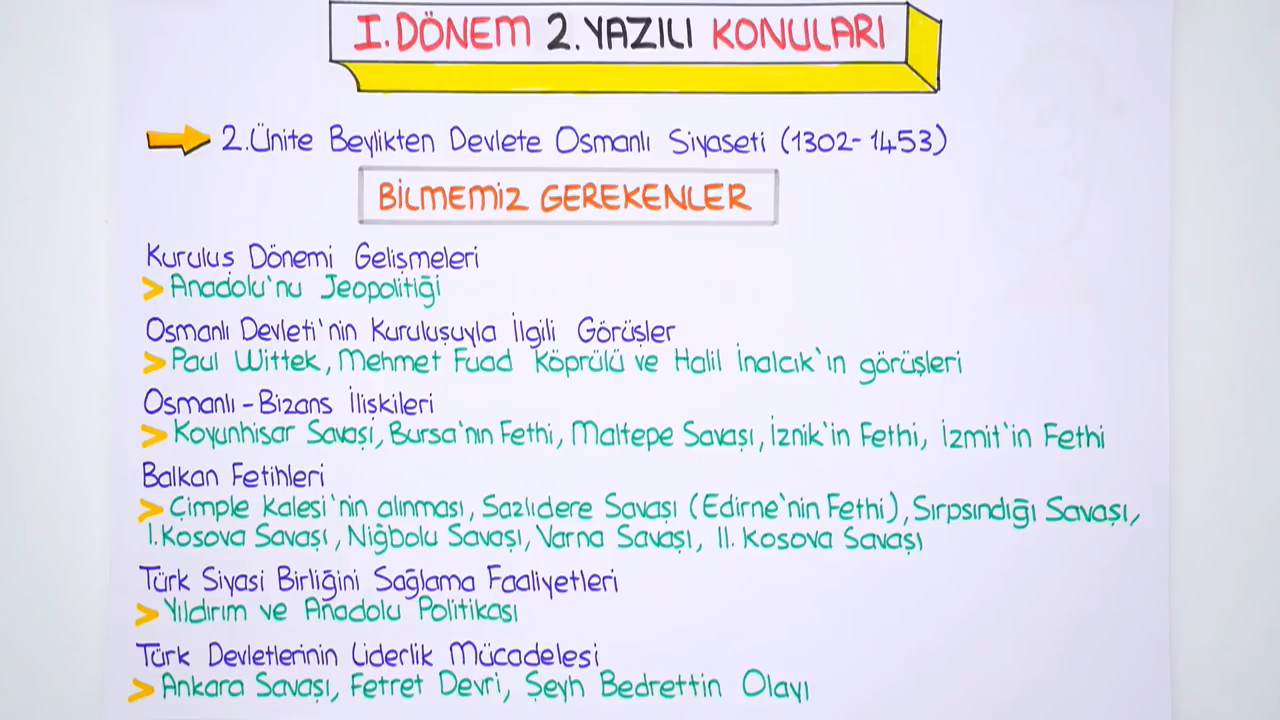 I. DÖNEM 2. YAZILI KONULARI
2. Ünite Beylikten Devlete Osmanlı Siyaseti (1302-1453)
BİLMEMİZ GEREKENLER
Kuruluş Dönemi Gelişmeleri
> Anadolu'nu Jeopolitiği
Osmanlı Devleti'nin Kuruluşuyla İlgili Görüşler
> Paul Wittek, Mehmet Fuad Köprülü ve Halil İnalcık'ın görüşleri
Osmanlı - Bizans İlişkileri
> Koyunhisar Savaşi, Bursa'nın Fethi, Maltepe Savaşı, İznik'in Fethi, İzmit'in Fethi
Balkan Fetihleri
> Çimple Kalesi'nin alınması, Sazlıdere Savaşı (Edirne'nin Fethi), Sırpsındığı Savaşı,
I. Kosova Savaşı, Niğbolu Savaşı, Varna Savaşı, II. Kosova Savaşı
Türk Siyasi Birliğini Sağlama Faaliyetleri
> Yıldırım ve Anadolu Politikası
Türk Devletlerinin Liderlik Mücadelesi
> Ankara Savaşı, Fetret Devri, Şeyh Bedrettin Olayı